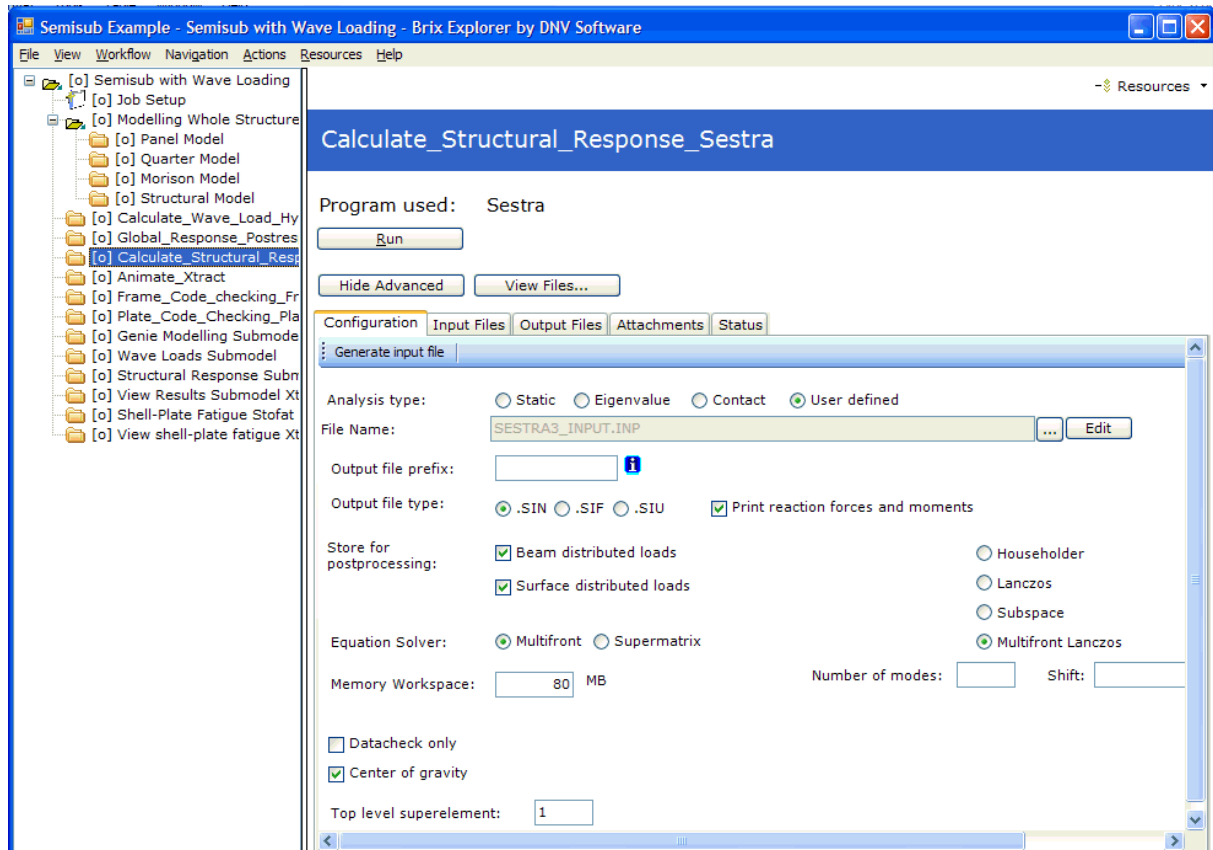 Semisub Example - Semisub with Wave Loading - Brix Explorer by DNV Software
File View Workflow Navigation Actions Resources Help
[o] Semisub with Wave Loading
[o] Job Setup
[o] Modelling Whole Structure
[o] Panel Model
[o] Quarter Model
[o] Morison Model
[o] Structural Model
[o] Calculate_Wave_Load_Hy
[o] Global_Response_Postres
[o] Calculate_Structural_Resp
[o] Animate_Xtract
[o] Frame_Code_checking_Fr
[o] Plate_Code_Checking_Pla
[o] Genie Modelling Submode
[o] Wave Loads Submodel
[o] Structural Response Subm
[o] View Results Submodel Xt
[o] Shell-Plate Fatigue Stofat
[o] View shell-plate fatigue Xt
Resources
Calculate_Structural_Response_Sestra
Program used: Sestra
Run
Hide Advanced View Files...
Configuration Input Files Output Files Attachments Status
Generate input file
Analysis type: Static Eigenvalue Contact User defined
File Name: SESTRA3_INPUT.INP ... Edit
Output file prefix: i
Output file type: .SIN .SIF .SIU Print reaction forces and moments
Store for
postprocessing:
Beam distributed loads Householder
Surface distributed loads Lanczos
Subspace
Equation Solver: Multifront Supermatrix Multifront Lanczos
Memory Workspace: 80 MB Number of modes: Shift:
Datacheck only
Center of gravity
Top level superelement: 1